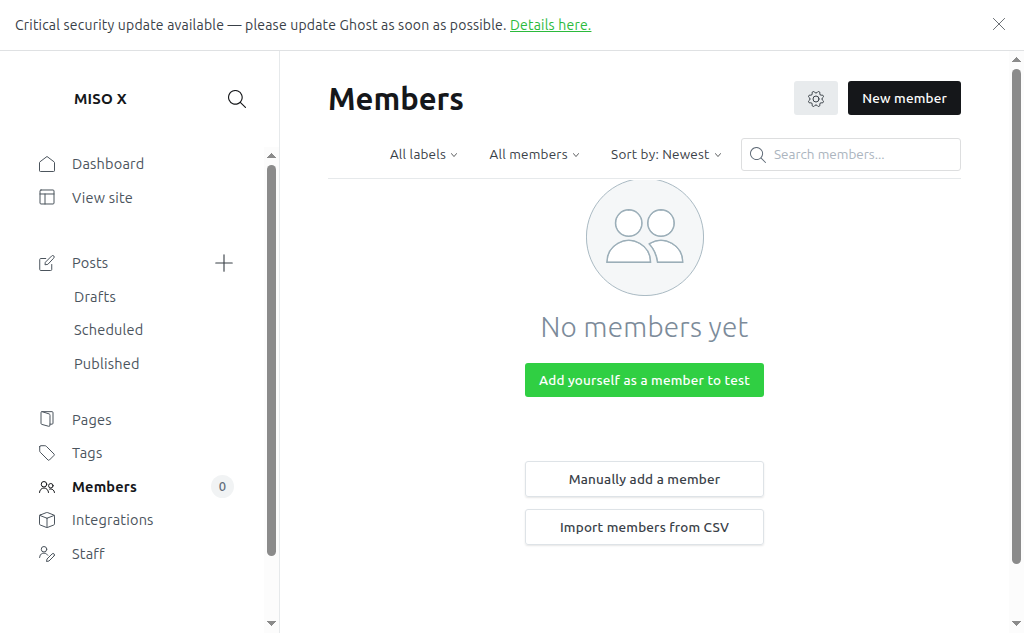 Critical security update available — please update Ghost as soon as possible. Details here.
MISO X
Dashboard
View site
Posts
Drafts
Scheduled
Published
Pages
Tags
Members 0
Integrations
Staff
Members
New member
All labels
All members
Sort by: Newest
Search members...
No members yet
Add yourself as a member to test
Manually add a member
Import members from CSV